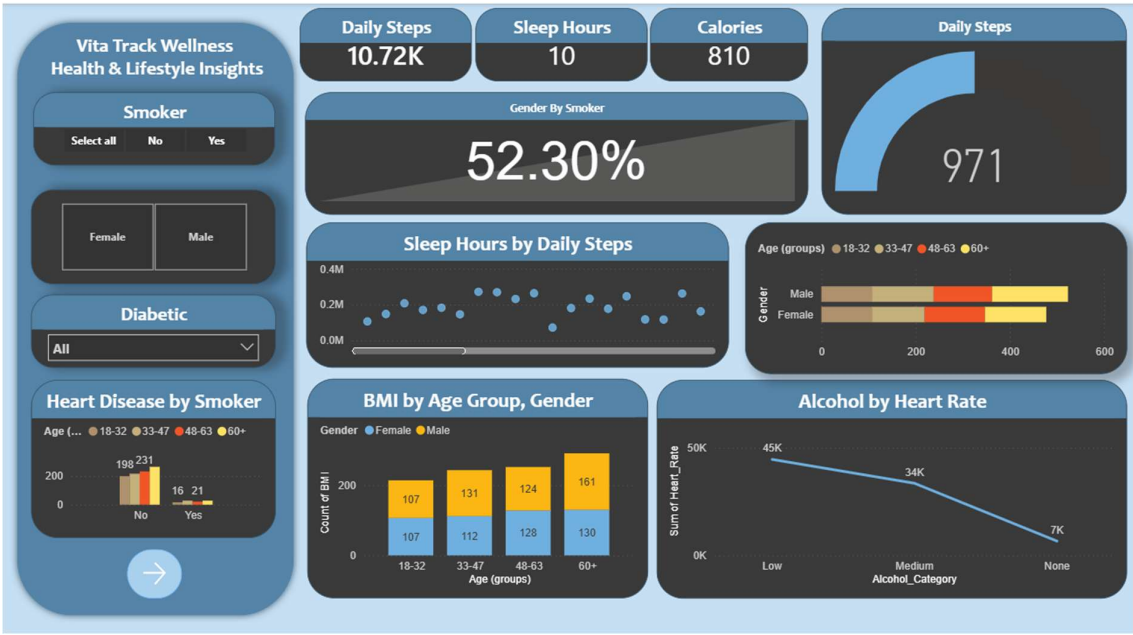 Vita Track Wellness
Health & Lifestyle Insights
Smoker
Select all No Yes
Female Male
Diabetic
All
Heart Disease by Smoker
Age (... 18-32 33-47 48-63 60+
200
0
198 231
16 21
No Yes
Daily Steps
10.72K
Sleep Hours
10
Calories
810
Daily Steps
971
Gender By Smoker
52.30%
Sleep Hours by Daily Steps
0.4M
0.2M
0.0M
Age (groups) 18-32 33-47 48-63 60+
Gender
Male
Female
0 200 400 600
BMI by Age Group, Gender
Gender Female Male
Count of BMI
200
0
107 131 124 161
107 112 128 130
18-32 33-47 48-63 60+
Age (groups)
Alcohol by Heart Rate
Sum of Heart_Rate
50K
0K
45K
34K
7K
Low Medium None
Alcohol_Category